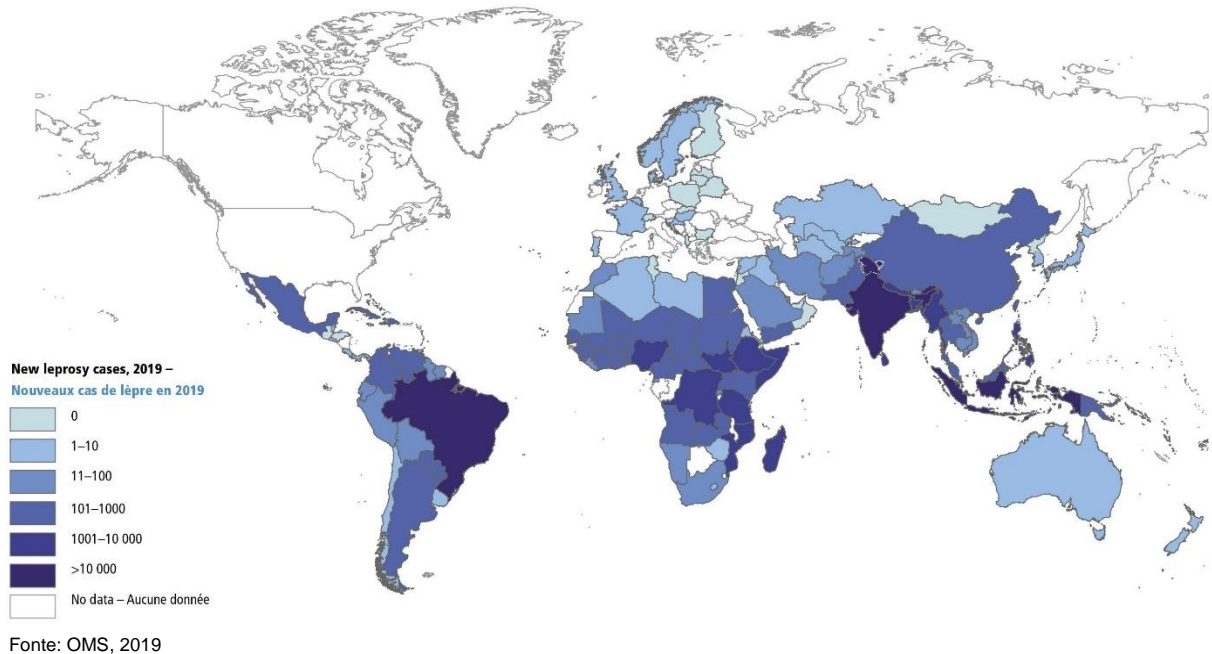 New leprosy cases, 2019 –
Nouveaux cas de lèpre en 2019
0
1–10
11–100
101–1000
1001–10 000
>10 000
No data – Aucune donnée
Fonte: OMS, 2019